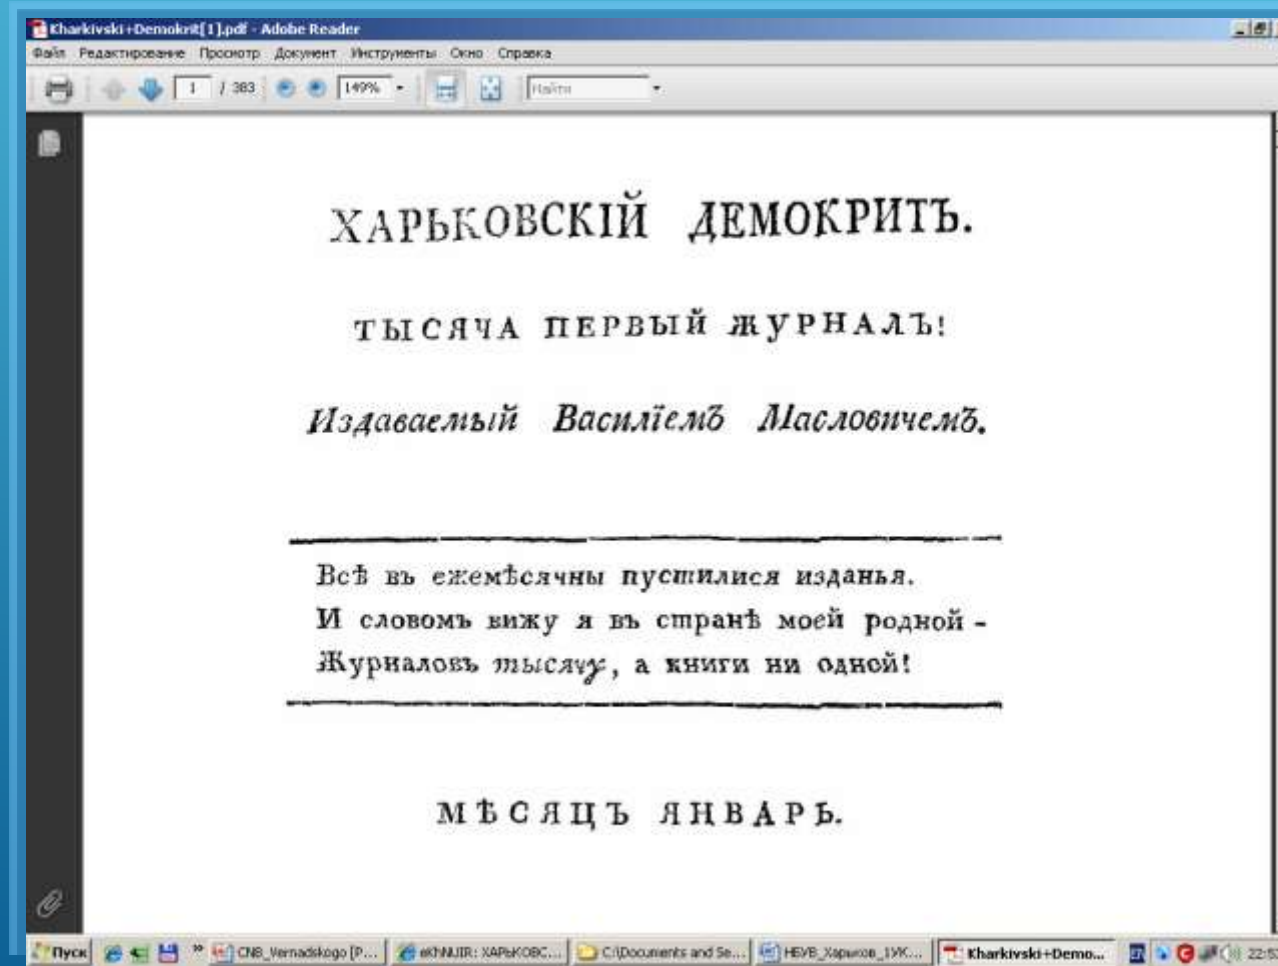 Kharkivski+Demokrit[1].pdf - Adobe Reader
Файл Редактирование Просмотр Документ Инструменты Окно Справка
1 / 383 149% Найти
ХАРЬКОВСКІЙ ДЕМОКРИТЪ.
ТЫСЯЧА ПЕРВЫЙ ЖУРНАЛЪ!
Издаваемый Василїемъ Масловичемъ.
Всѣ въ ежемѣсячны пустилися изданья.
И словомъ вижу я въ странѣ моей родной -
Журналовъ тысячу, а книги ни одной!
МѢСЯЦЪ ЯНВАРЬ.
Пуск » CNB_Vernadskogo [P... eKhNUIR: ХАРЬКОВС... C:\Documents and Se... НБУВ_Харьков_1УК... Kharkivski+Demo...